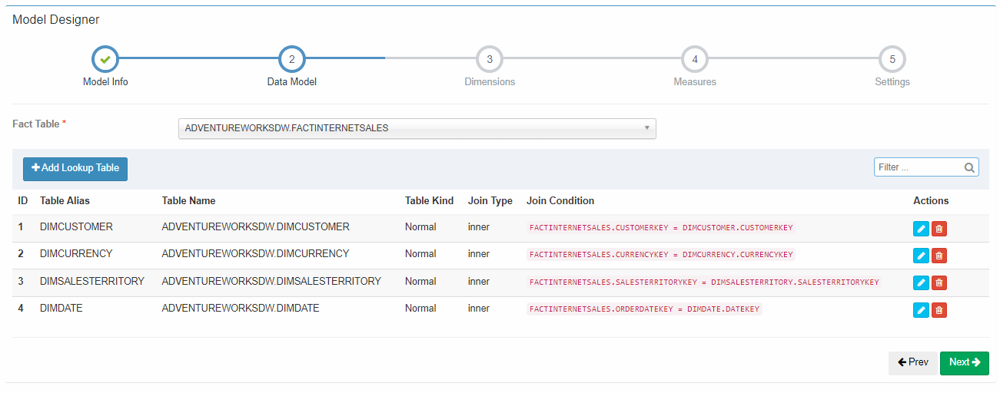 Model Designer
2 3 4 5
Model Info Data Model Dimensions Measures Settings
Fact Table * ADVENTUREWORKSDW.FACTINTERNETSALES
Add Lookup Table Filter ...
ID Table Alias Table Name Table Kind Join Type Join Condition Actions
1 DIMCUSTOMER ADVENTUREWORKSDW.DIMCUSTOMER Normal inner FACTINTERNETSALES.CUSTOMERKEY = DIMCUSTOMER.CUSTOMERKEY
2 DIMCURRENCY ADVENTUREWORKSDW.DIMCURRENCY Normal inner FACTINTERNETSALES.CURRENCYKEY = DIMCURRENCY.CURRENCYKEY
3 DIMSALESTERRITORY ADVENTUREWORKSDW.DIMSALESTERRITORY Normal inner FACTINTERNETSALES.SALESTERRITORYKEY = DIMSALESTERRITORY.SALESTERRITORYKEY
4 DIMDATE ADVENTUREWORKSDW.DIMDATE Normal inner FACTINTERNETSALES.ORDERDATEKEY = DIMDATE.DATEKEY
Prev Next